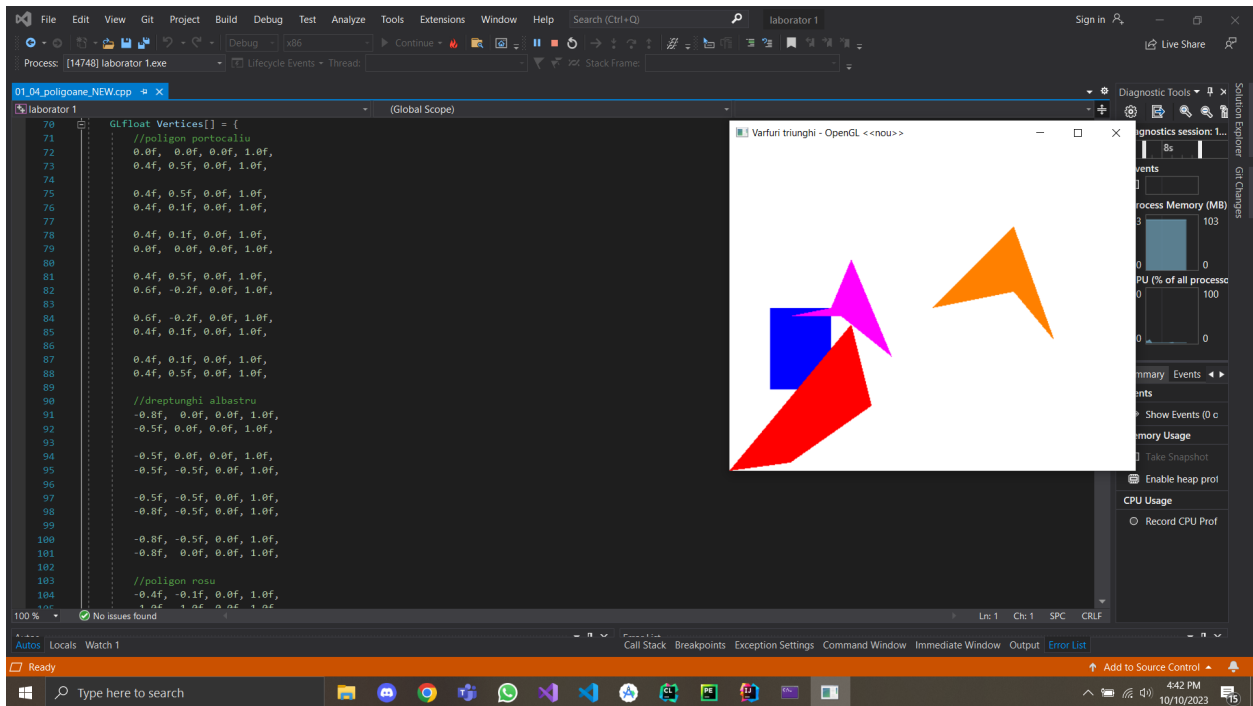 File Edit View Git Project Build Debug Test Analyze Tools Extensions Window Help Search (Ctrl+Q) laborator 1 Sign in
Debug x86 Continue Live Share
Process: [14748] laborator 1.exe Lifecycle Events Thread: Stack Frame:
01_04_poligoane_NEW.cpp Diagnostic Tools
laborator 1 (Global Scope)
Solution Explorer
Git Changes
Varfuri triunghi - OpenGL <<nou>>
70 GLfloat Vertices[] = {
71 //poligon portocaliu
72 0.0f, 0.0f, 0.0f, 1.0f,
73 0.4f, 0.5f, 0.0f, 1.0f,
74
75 0.4f, 0.5f, 0.0f, 1.0f,
76 0.4f, 0.1f, 0.0f, 1.0f,
77
78 0.4f, 0.1f, 0.0f, 1.0f,
79 0.0f, 0.0f, 0.0f, 1.0f,
80
81 0.4f, 0.5f, 0.0f, 1.0f,
82 0.6f, -0.2f, 0.0f, 1.0f,
83
84 0.6f, -0.2f, 0.0f, 1.0f,
85 0.4f, 0.1f, 0.0f, 1.0f,
86
87 0.4f, 0.1f, 0.0f, 1.0f,
88 0.4f, 0.5f, 0.0f, 1.0f,
89
90 //dreptunghi albastru
91 -0.8f, 0.0f, 0.0f, 1.0f,
92 -0.5f, 0.0f, 0.0f, 1.0f,
93
94 -0.5f, 0.0f, 0.0f, 1.0f,
95 -0.5f, -0.5f, 0.0f, 1.0f,
96
97 -0.5f, -0.5f, 0.0f, 1.0f,
98 -0.8f, -0.5f, 0.0f, 1.0f,
99
100 -0.8f, -0.5f, 0.0f, 1.0f,
101 -0.8f, 0.0f, 0.0f, 1.0f,
102
103 //poligon rosu
104 -0.4f, -0.1f, 0.0f, 1.0f,
agnostics session: 1...
8s
vents
rocess Memory (MB)
3 103
0 0
PU (% of all processo
0 100
0 0
mmary Events
ents
Show Events (0 o
emory Usage
Take Snapshot
Enable heap prof
CPU Usage
Record CPU Prof
100 % No issues found Ln: 1 Ch: 1 SPC CRLF
Autos Locals Watch 1 Call Stack Breakpoints Exception Settings Command Window Immediate Window Output Error List
Ready Add to Source Control
Type here to search 4:42 PM
10/10/2023
15